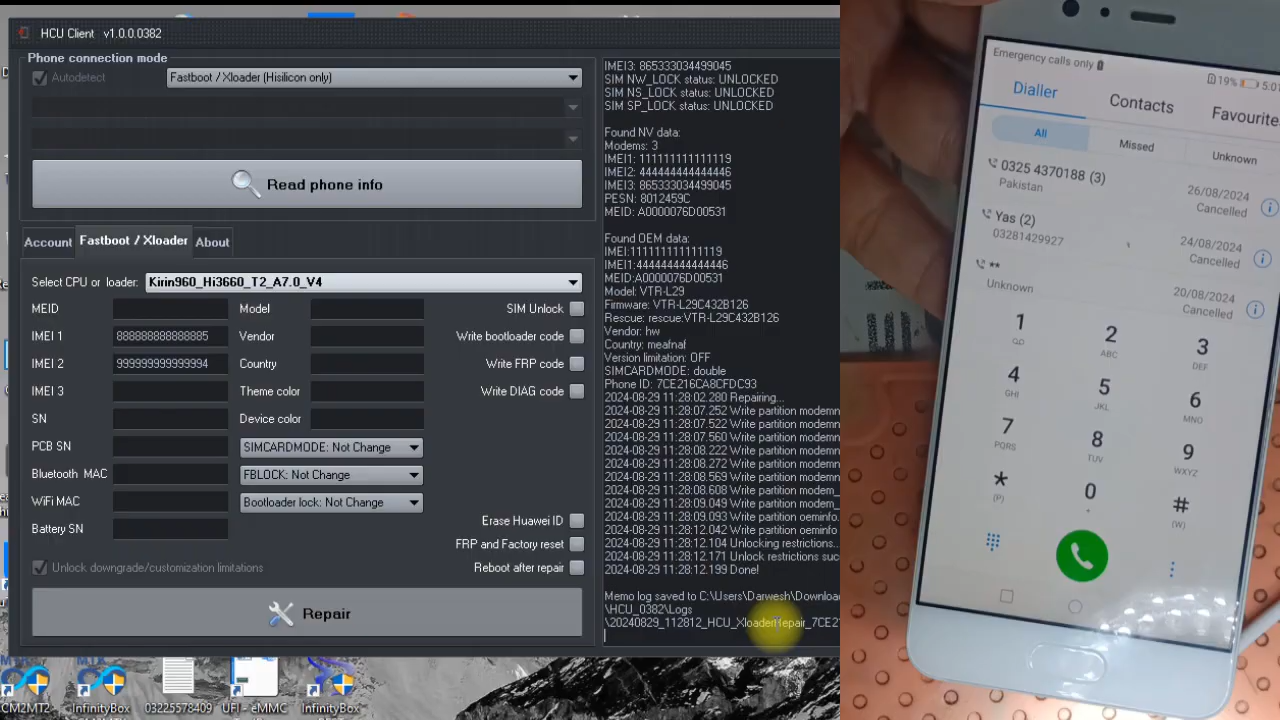 HCU Client v1.0.0.0382
Phone connection mode
Autodetect
Fastboot / Xloader (Hisilicon only)
Read phone info
Account
Fastboot / Xloader
About
Select CPU or loader:
Kirin960_Hi3660_T2_A7.0_V4
MEID
Model
SIM Unlock
IMEI 1
888888888888885
Vendor
Write bootloader code
IMEI 2
999999999999994
Country
Write FRP code
IMEI 3
Theme color
Write DIAG code
SN
Device color
PCB SN
SIMCARDMODE: Not Change
Bluetooth MAC
FBLOCK: Not Change
WiFi MAC
Bootloader lock: Not Change
Battery SN
Erase Huawei ID
FRP and Factory reset
Unlock downgrade/customization limitations
Reboot after repair
Repair
IMEI3: 865333034499045
SIM NW_LOCK status: UNLOCKED
SIM NS_LOCK status: UNLOCKED
SIM SP_LOCK status: UNLOCKED
Found NV data:
Modems: 3
IMEI1: 111111111111119
IMEI2: 444444444444446
IMEI3: 865333034499045
PESN: 8012459C
MEID: A0000076D00531
Found OEM data:
IMEI:111111111111119
IMEI1:444444444444446
MEID:A0000076D00531
Model: VTR-L29
Firmware: VTR-L29C432B126
Rescue: rescue:VTR-L29C432B126
Vendor: hw
Country: meafnaf
Version limitation: OFF
SIMCARDMODE: double
Phone ID: 7CE216CA8CFDC93
2024-08-29 11:28:02.280 Repairing...
2024-08-29 11:28:07.252 Write partition modemn
2024-08-29 11:28:07.522 Write partition modemn
2024-08-29 11:28:07.560 Write partition modemn
2024-08-29 11:28:08.272 Write partition modemn
2024-08-29 11:28:08.569 Write partition modemn
2024-08-29 11:28:08.608 Write partition modem_
2024-08-29 11:28:09.049 Write partition modem_
2024-08-29 11:28:09.093 Write partition oeminfo.
2024-08-29 11:28:12.042 Write partition oeminfo.
2024-08-29 11:28:12.104 Unlocking restrictions...
2024-08-29 11:28:12.171 Unlock restrictions suc
2024-08-29 11:28:12.199 Done!
Memo log saved to C:\Users\Darwesh\Downloa
\HCU_0382\Logs
\20240829_112812_HCU_XloaderRepair_7CE21
CM2MT2
InfinityBox
03225578409
UFI - eMMC
InfinityBox
Emergency calls only
19% 5:01
Dialler
Contacts
Favourite
All
Missed
Unknown
0325 4370188 (3)
Pakistan
26/08/2024
Cancelled
Yas (2)
03281429927
24/08/2024
Cancelled
**
Unknown
20/08/2024
Cancelled
1
2
ABC
3
DEF
4
GHI
5
JKL
6
MNO
7
PQRS
8
TUV
9
WXYZ
*
(P)
0
+
#
(W)